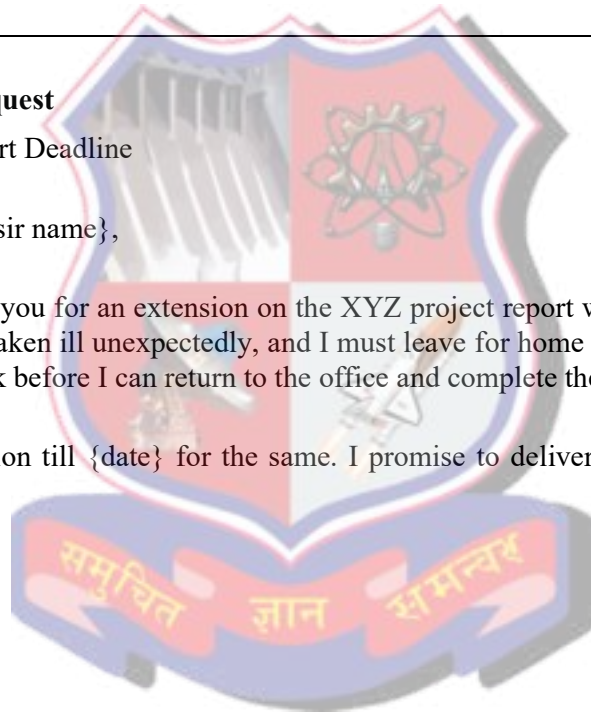 quest
rt Deadline
sir name},
you for an extension on the XYZ project report w
aken ill unexpectedly, and I must leave for home
k before I can return to the office and complete the
on till {date} for the same. I promise to deliver
समुचित ज्ञान समन्वय